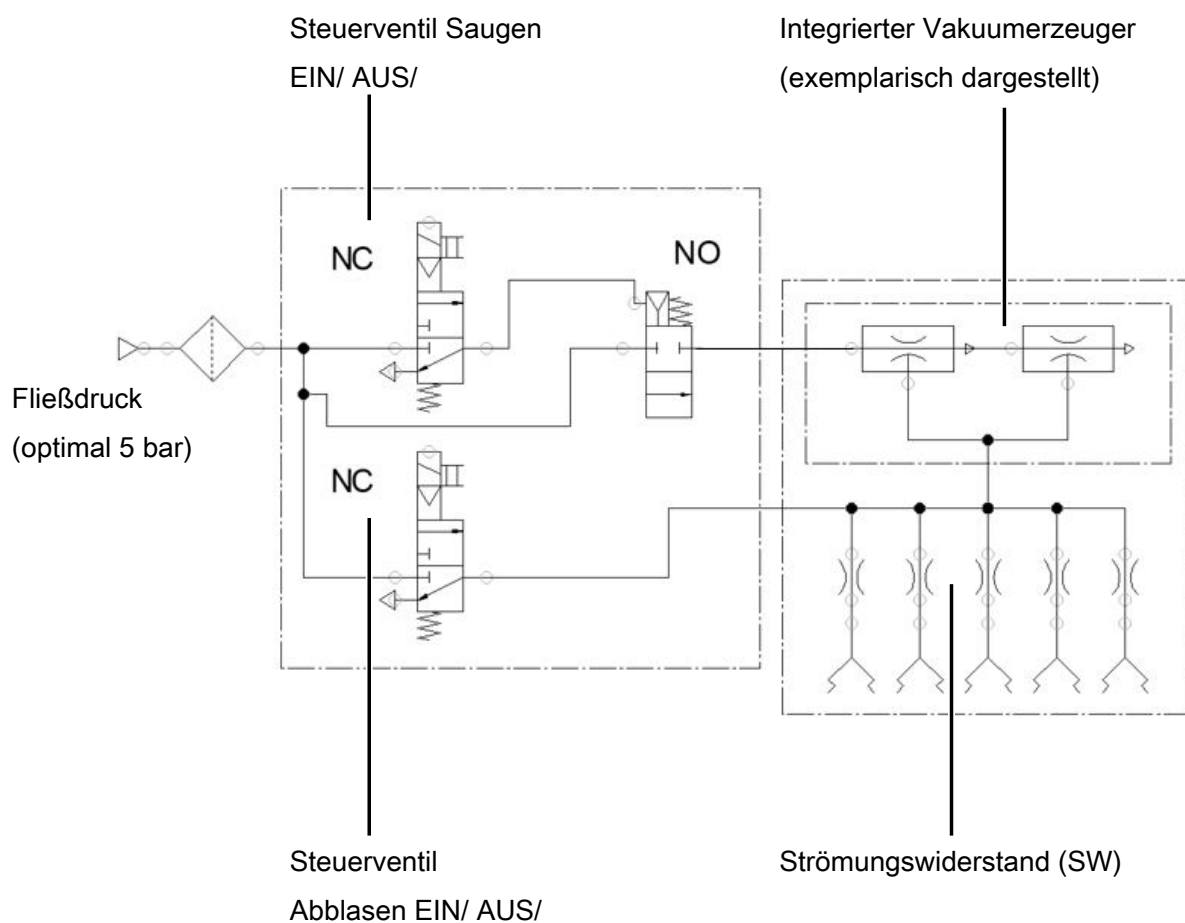 Steuerventil Saugen
EIN/ AUS/
Integrierter Vakuumerzeuger
(exemplarisch dargestellt)
NC
NO
Fließdruck
(optimal 5 bar)
NC
Steuerventil
Abblasen EIN/ AUS/
Strömungswiderstand (SW)